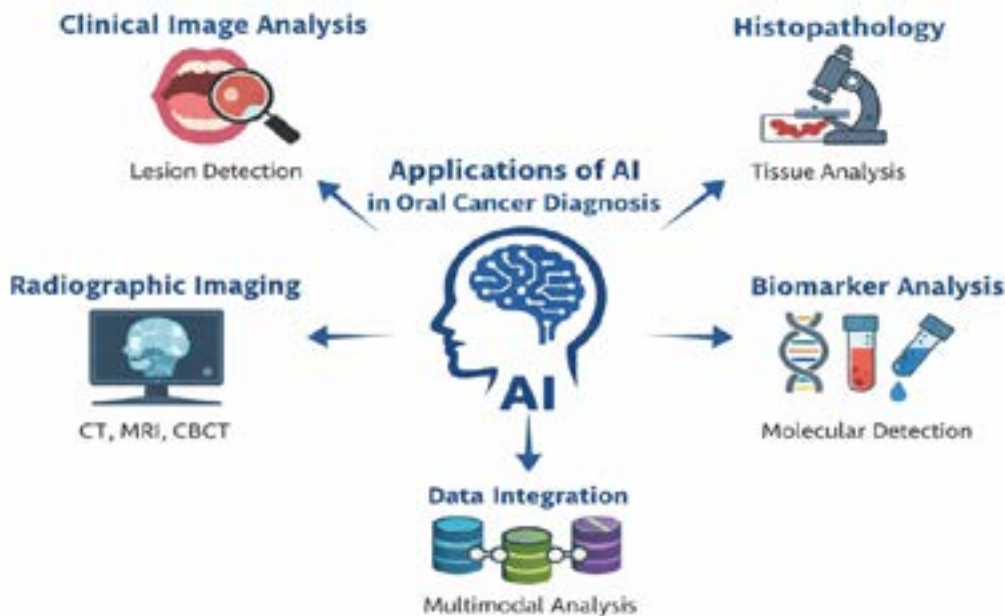 Clinical Image Analysis
Lesion Detection
Histopathology
Tissue Analysis
Applications of AI
in Oral Cancer Diagnosis
Radiographic Imaging
CT, MRI, CBCT
AI
Biomarker Analysis
Molecular Detection
Data Integration
Multimodal Analysis